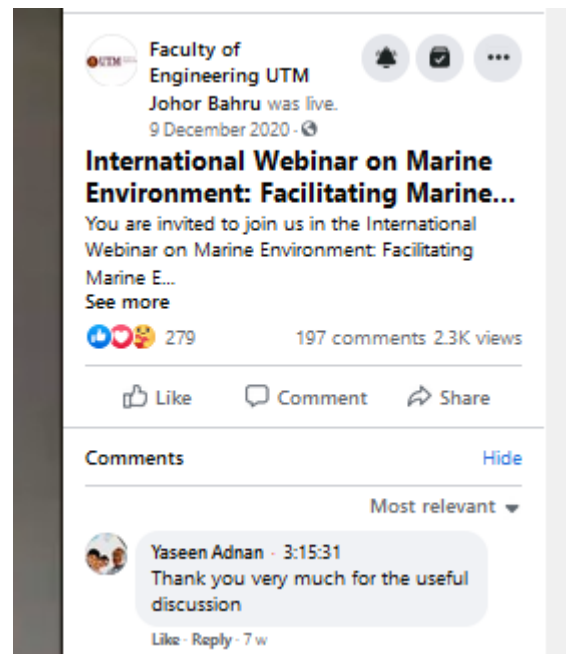 UTM
Faculty of
Engineering UTM
Johor Bahru was live.
9 December 2020 ·
International Webinar on Marine
Environment: Facilitating Marine...
You are invited to join us in the International
Webinar on Marine Environment: Facilitating
Marine E...
See more
279 197 comments 2.3K views
Like Comment Share
Comments Hide
Most relevant
Yaseen Adnan · 3:15:31
Thank you very much for the useful
discussion
Like · Reply · 7 w